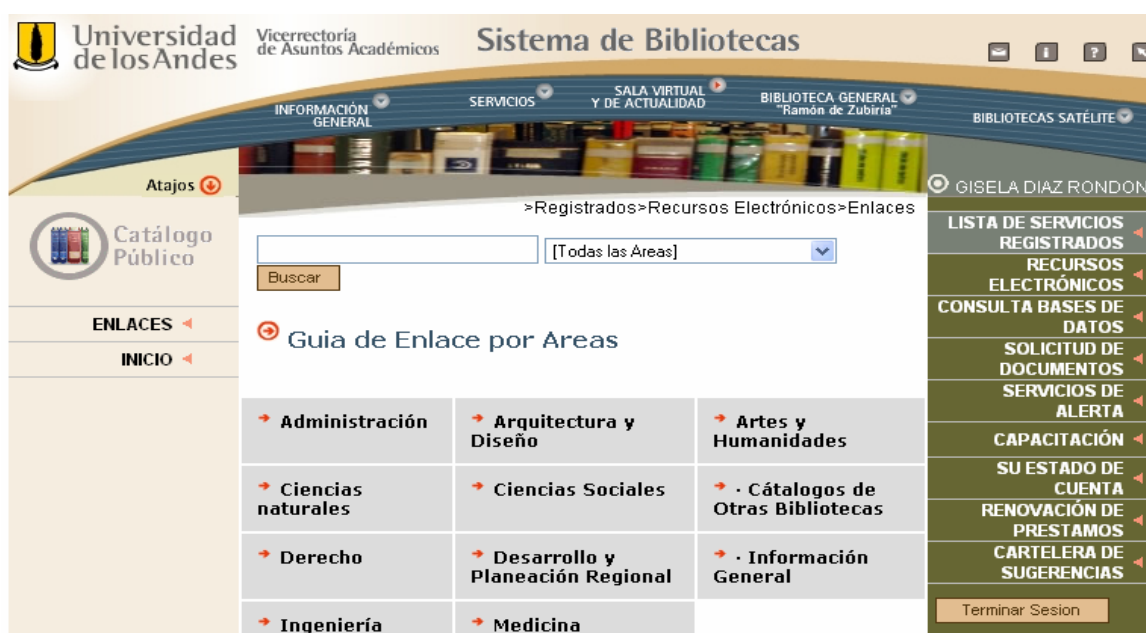 Universidad
de los Andes
Vicerrectoría
de Asuntos Académicos
Sistema de Bibliotecas
INFORMACIÓN
GENERAL
SERVICIOS
SALA VIRTUAL
Y DE ACTUALIDAD
BIBLIOTECA GENERAL
"Ramón de Zubiría"
BIBLIOTECAS SATÉLITE
Atajos
GISELA DIAZ RONDON
>Registrados>Recursos Electrónicos>Enlaces
Catálogo
Público
[Todas las Areas]
Buscar
ENLACES
INICIO
Guia de Enlace por Areas
Administración
Arquitectura y
Diseño
Artes y
Humanidades
Ciencias
naturales
Ciencias Sociales
· Cátalogos de
Otras Bibliotecas
Derecho
Desarrollo y
Planeación Regional
· Información
General
Ingeniería
Medicina
LISTA DE SERVICIOS
REGISTRADOS
RECURSOS
ELECTRÓNICOS
CONSULTA BASES DE
DATOS
SOLICITUD DE
DOCUMENTOS
SERVICIOS DE
ALERTA
CAPACITACIÓN
SU ESTADO DE
CUENTA
RENOVACIÓN DE
PRESTAMOS
CARTELERA DE
SUGERENCIAS
Terminar Sesion